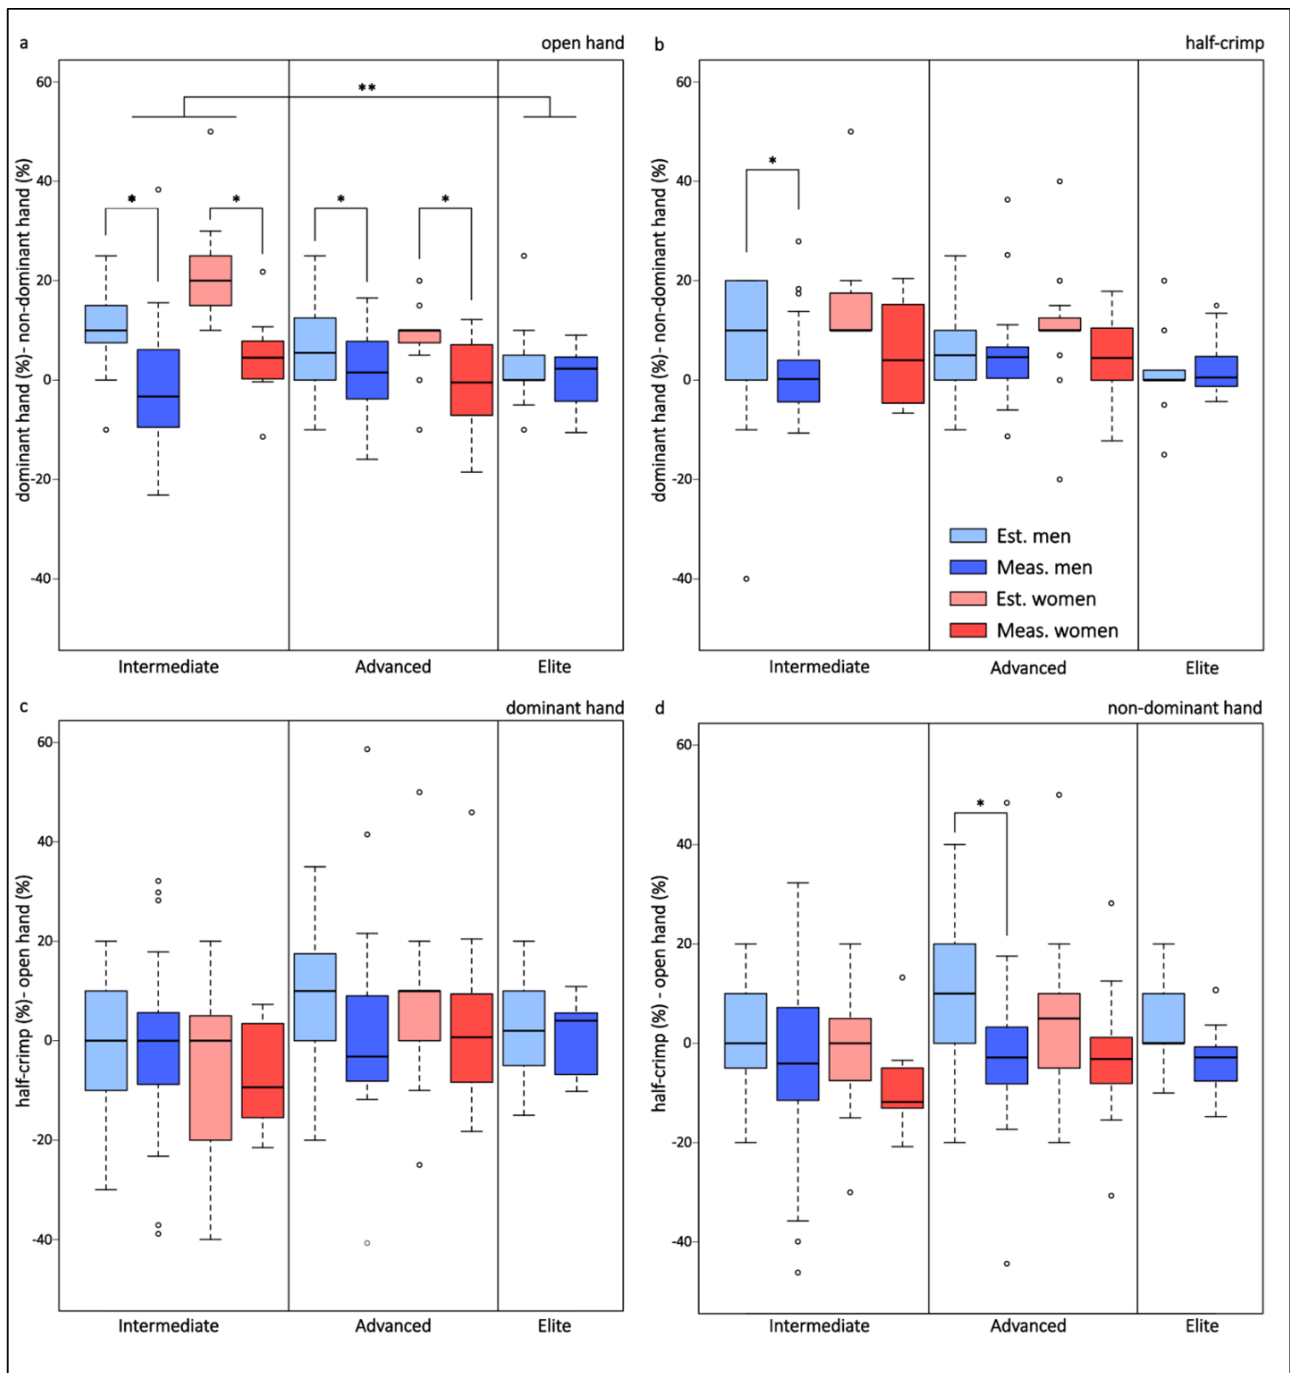 a open hand
60
40
20
0
-20
-40
dominant hand (%)- non-dominant hand (%)
**
*
*
*
*
Intermediate Advanced Elite
b half-crimp
60
40
20
0
-20
-40
dominant hand (%)- non-dominant hand (%)
*
Est. men
Meas. men
Est. women
Meas. women
Intermediate Advanced Elite
c dominant hand
60
40
20
0
-20
-40
half-crimp (%)- open hand (%)
Intermediate Advanced Elite
d non-dominant hand
60
40
20
0
-20
-40
half-crimp (%) - open hand (%)
*
Intermediate Advanced Elite